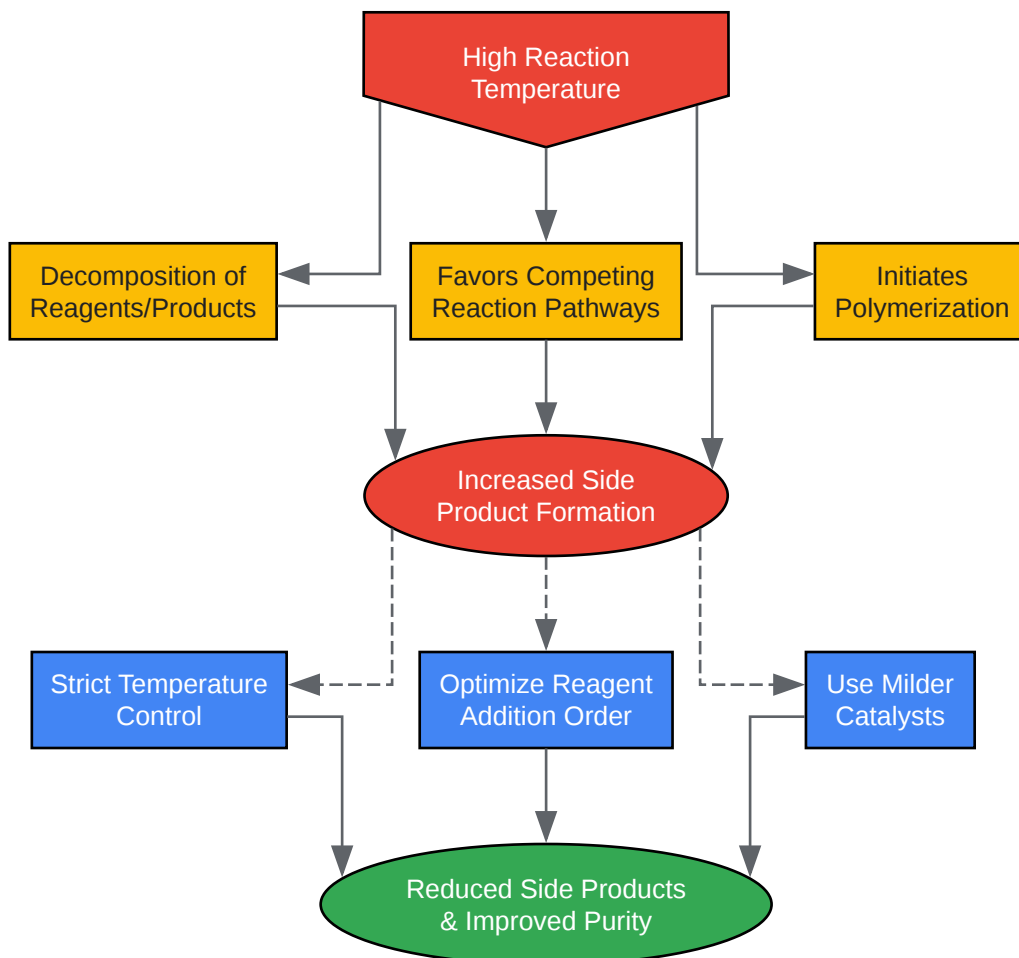 High Reaction
Temperature
Decomposition of
Reagents/Products
Favors Competing
Reaction Pathways
Initiates
Polymerization
Increased Side
Product Formation
Strict Temperature
Control
Optimize Reagent
Addition Order
Use Milder
Catalysts
Reduced Side Products
& Improved Purity